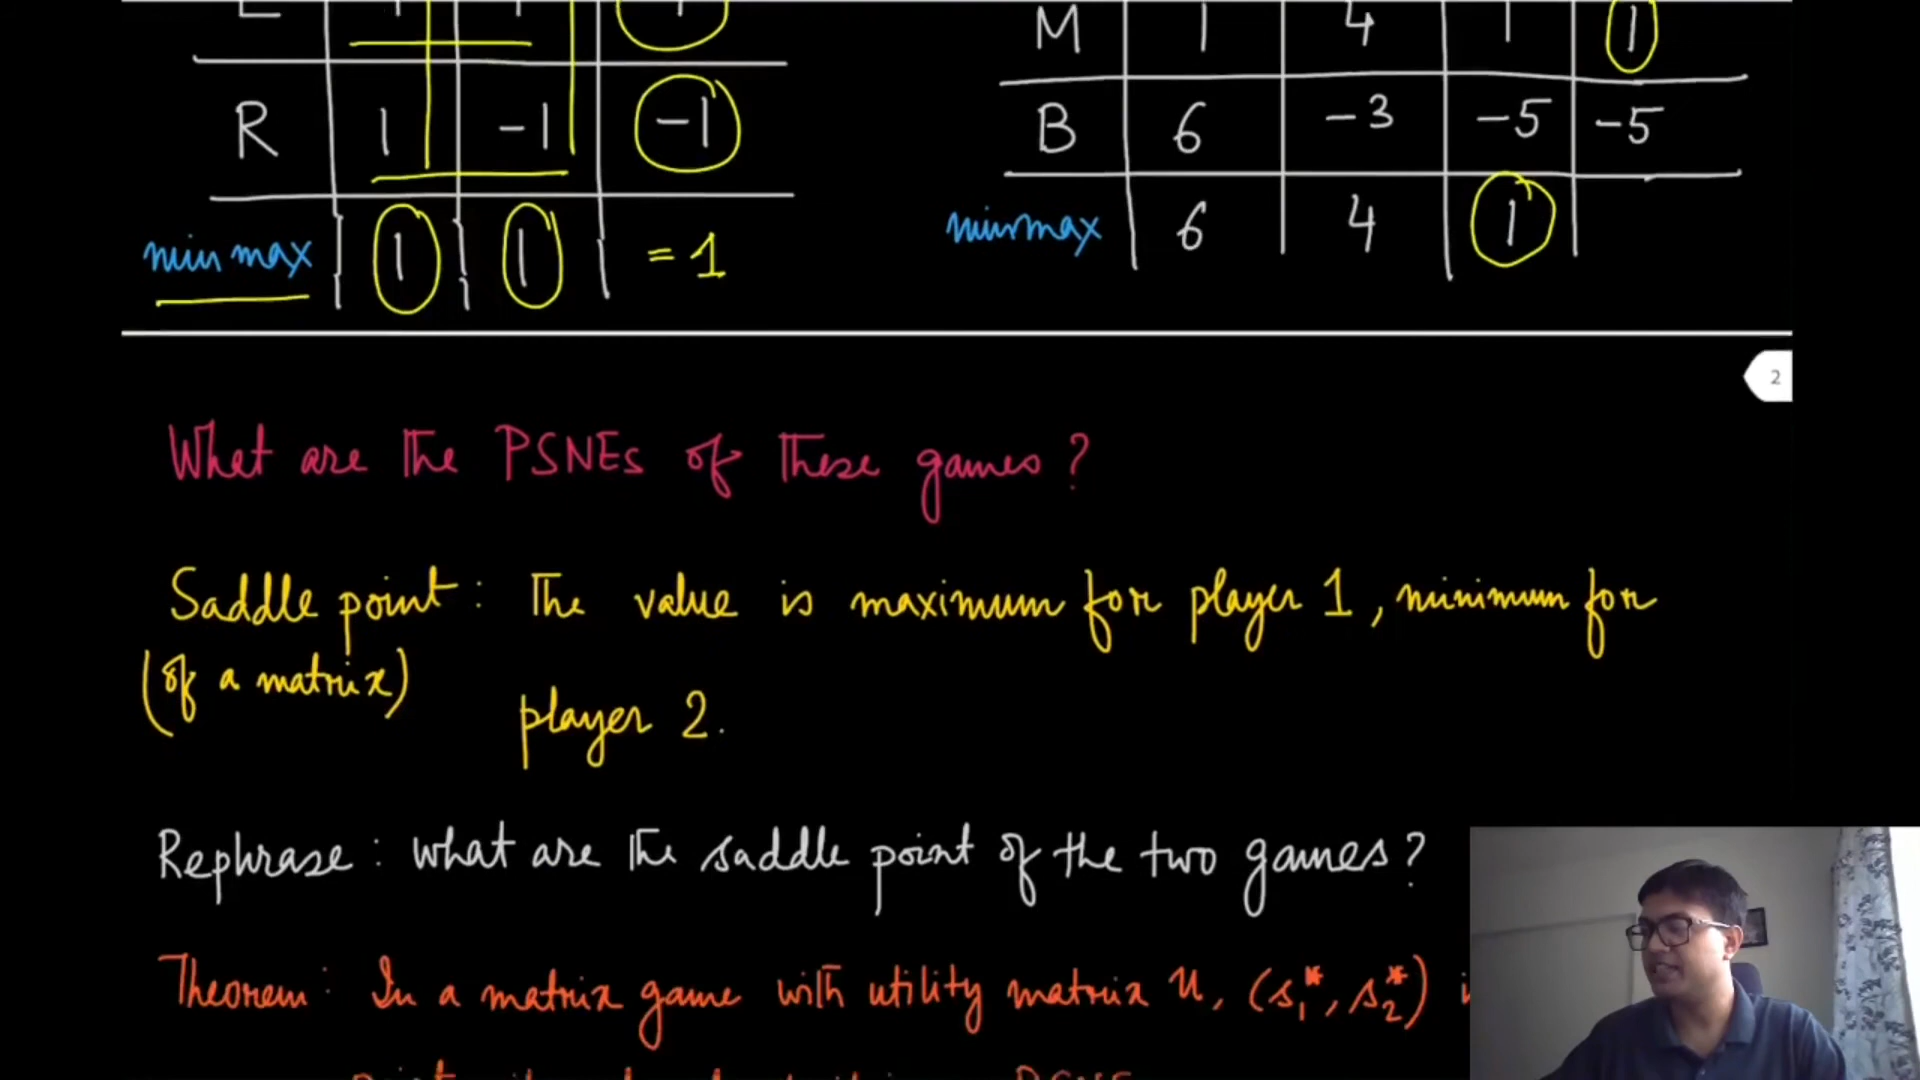 M 1 4 1 1
R 1 -1 -1
B 6 -3 -5 -5
min max 1 1 = 1
minmax 6 4 1
2
What are the PSNEs of these games?
Saddle point: The value is maximum for player 1, minimum for
(of a matrix)
player 2.
Rephrase: what are the saddle point of the two games?
Theorem: In a matrix game with utility matrix u, (s₁*, s₂*)